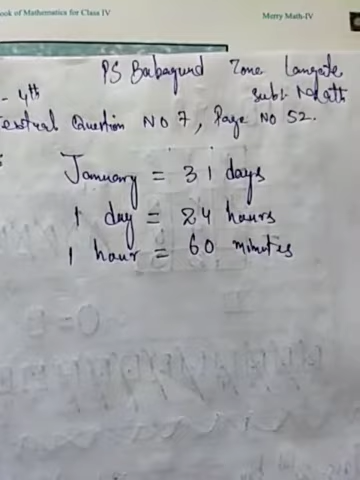 ook of Mathematics for Class IV
Merry Math-IV
PS Babagund Zone Langate
- 4th
Subt- Math
Question No 7, Page No 52.
January = 31 days
1 day = 24 hours
1 hour = 60 minutes